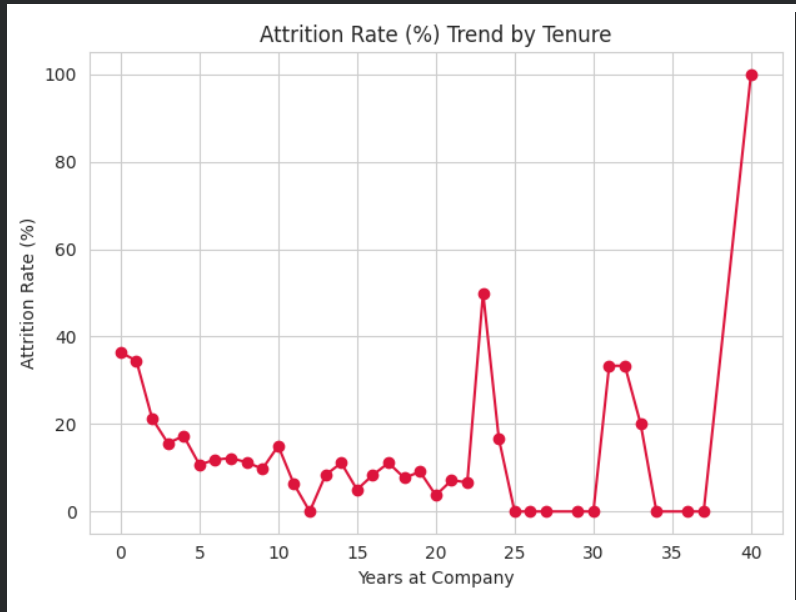 Attrition Rate (%) Trend by Tenure
100
80
60
40
20
0
Attrition Rate (%)
0 5 10 15 20 25 30 35 40
Years at Company